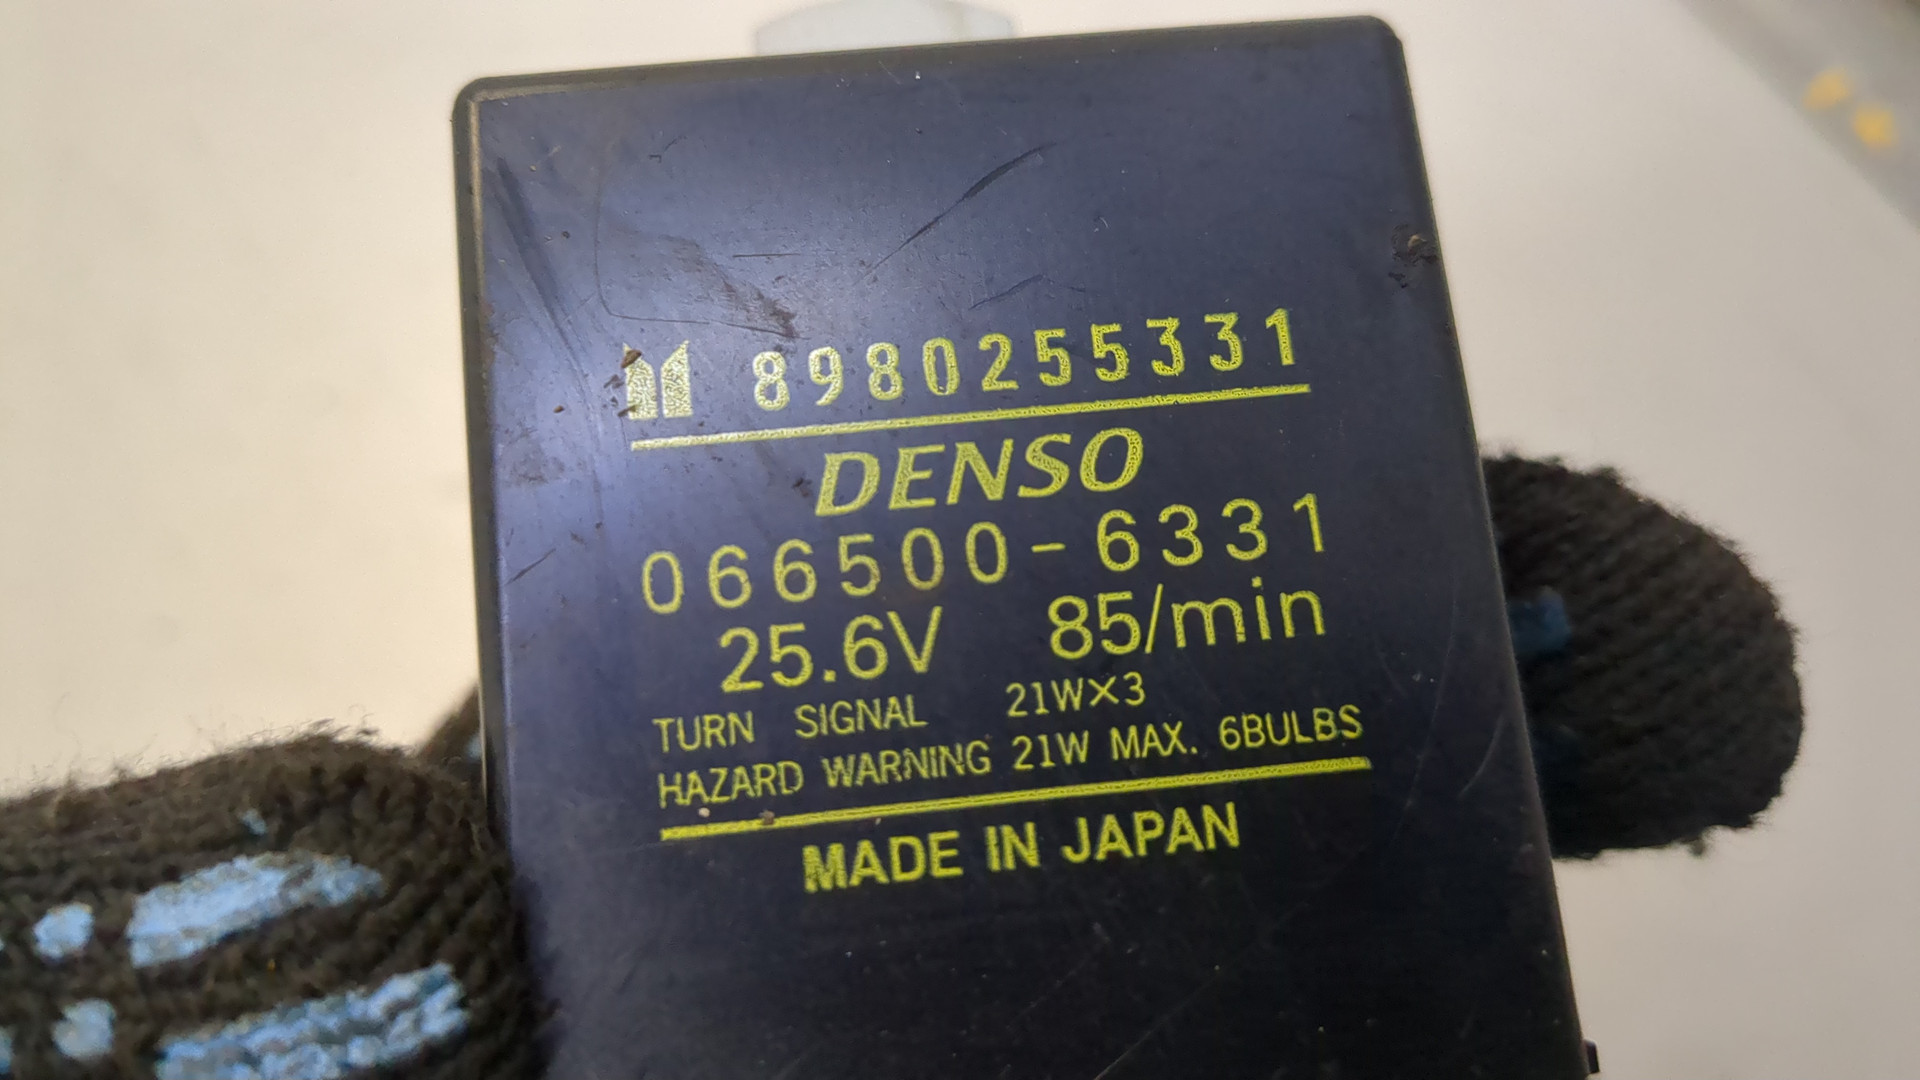 8980255331
DENSO
066500-6331
25.6V 85/min
TURN SIGNAL 21W×3
HAZARD WARNING 21W MAX. 6BULBS
MADE IN JAPAN